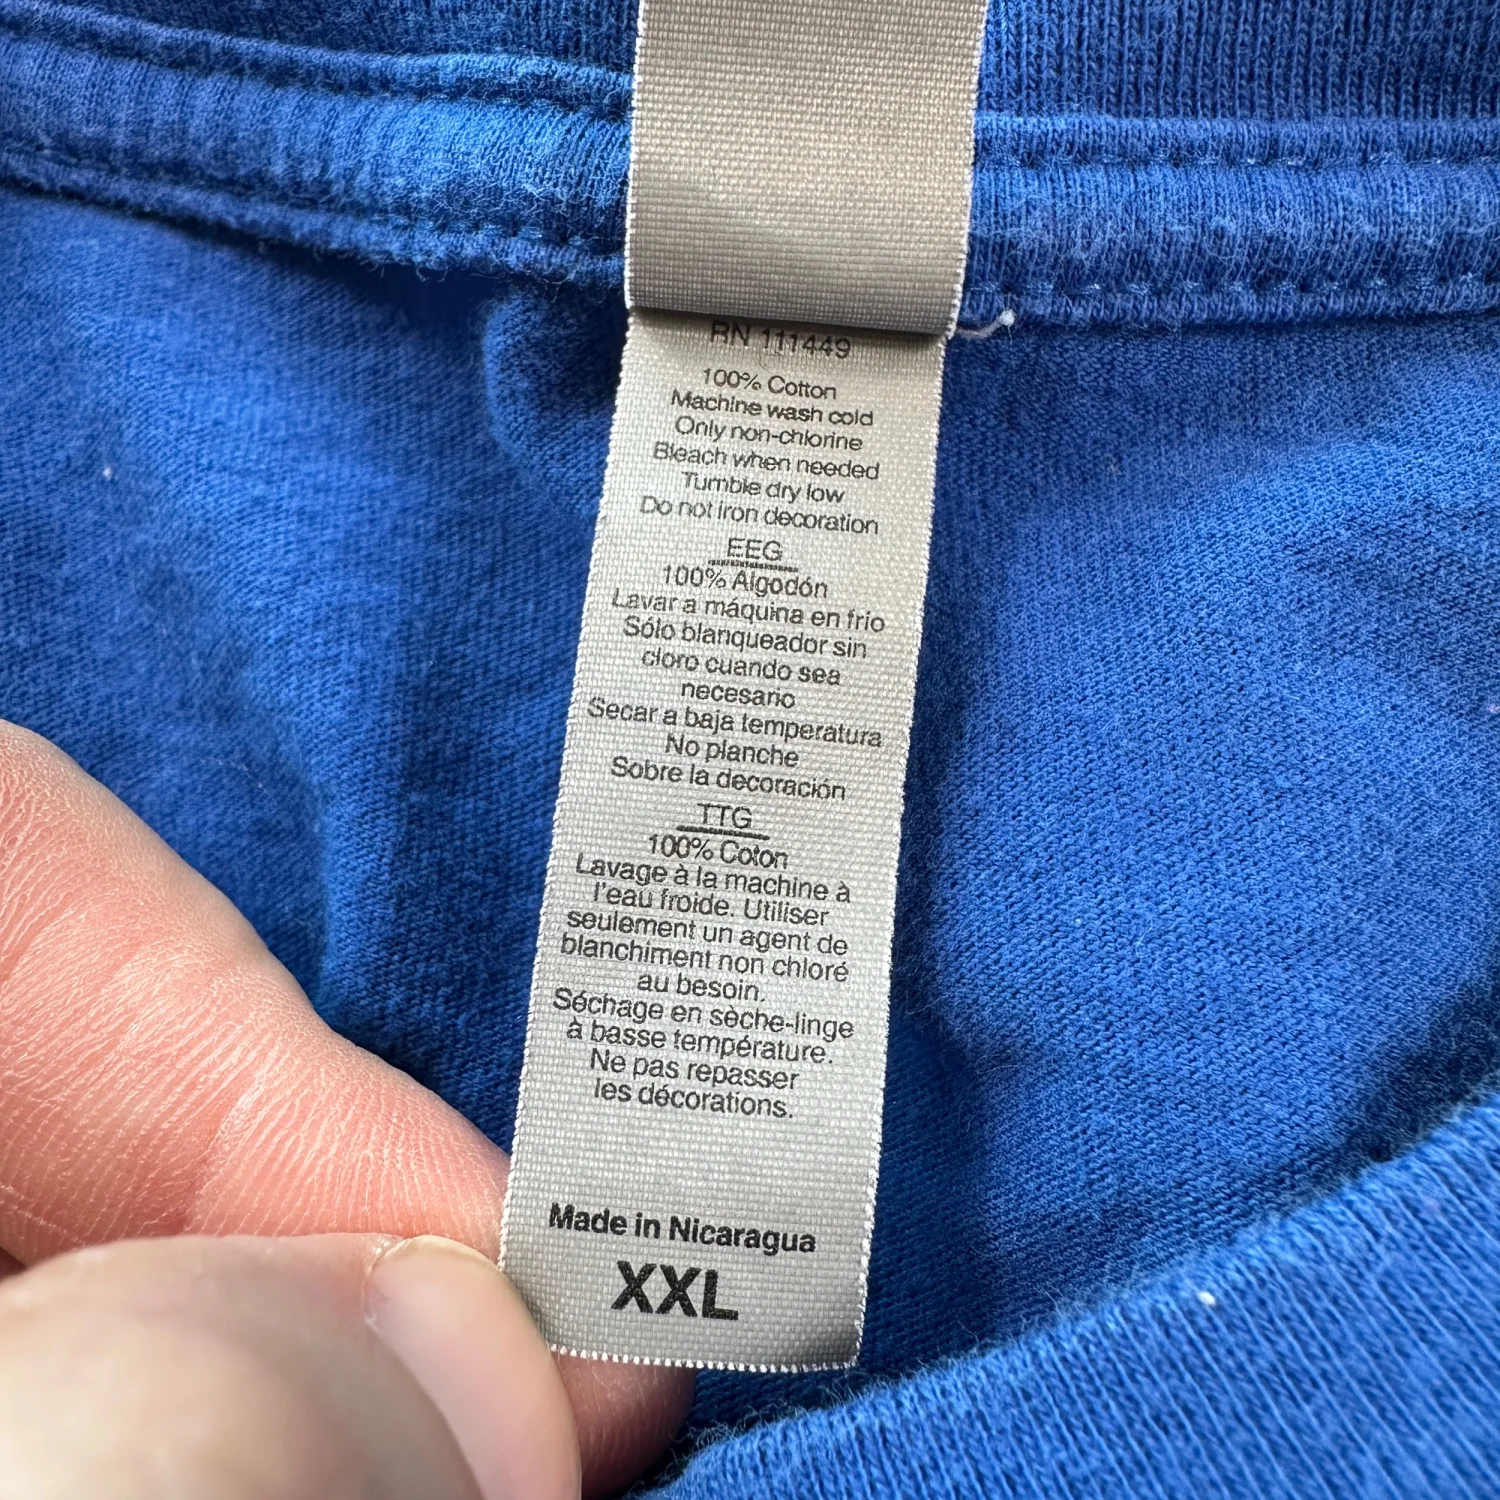 RN 111449
100% Cotton
Machine wash cold
Only non-chlorine
Bleach when needed
Tumble dry low
Do not iron decoration
EEG
100% Algodón
Lavar a máquina en frío
Sólo blanqueador sin
cloro cuando sea
necesario
Secar a baja temperatura
No planche
Sobre la decoración
TTG
100% Coton
Lavage à la machine à
l'eau froide. Utiliser
seulement un agent de
blanchiment non chloré
au besoin.
Séchage en sèche-linge
à basse température.
Ne pas repasser
les décorations.
Made in Nicaragua
XXL